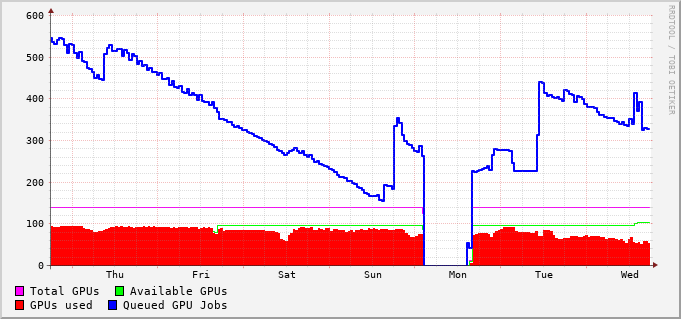 600
500
400
300
200
100
0
Thu Fri Sat Sun Mon Tue Wed
Total GPUs Available GPUs
GPUs used Queued GPU Jobs
RRDTOOL / TOBI OETIKER